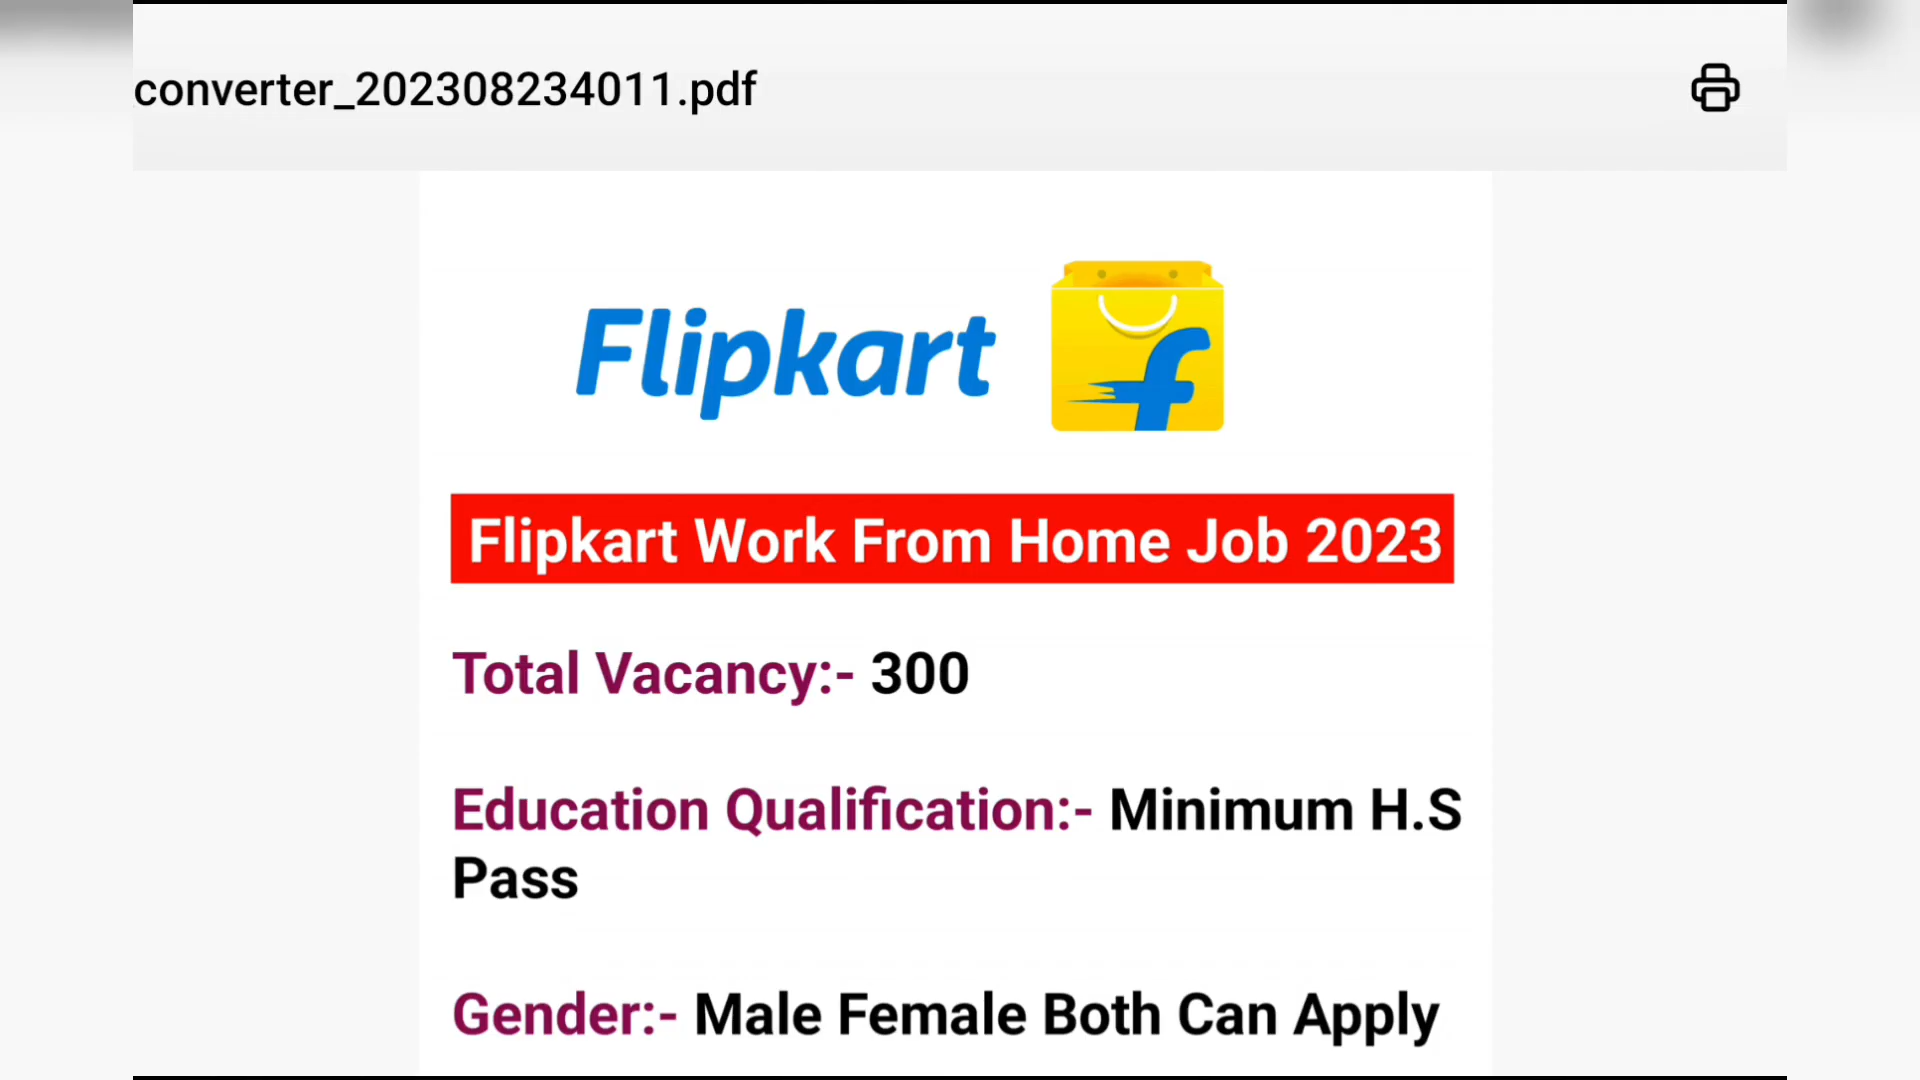 converter_202308234011.pdf
Flipkart
f
Flipkart Work From Home Job 2023
Total Vacancy:- 300
Education Qualification:- Minimum H.S
Pass
Gender:- Male Female Both Can Apply